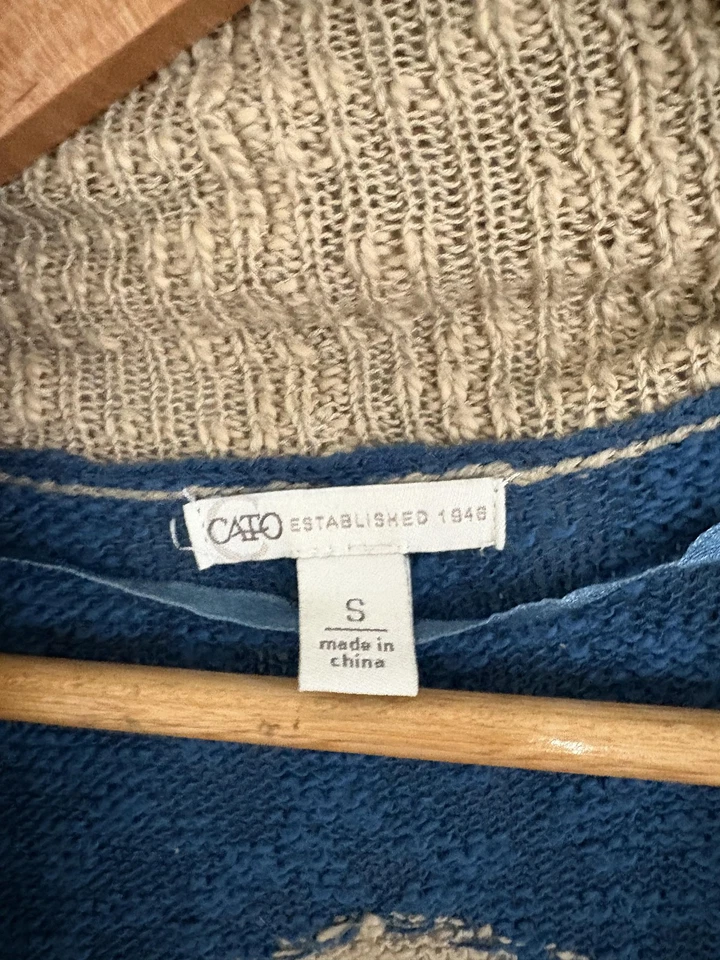 CATO ESTABLISHED 1946
S
made in
china